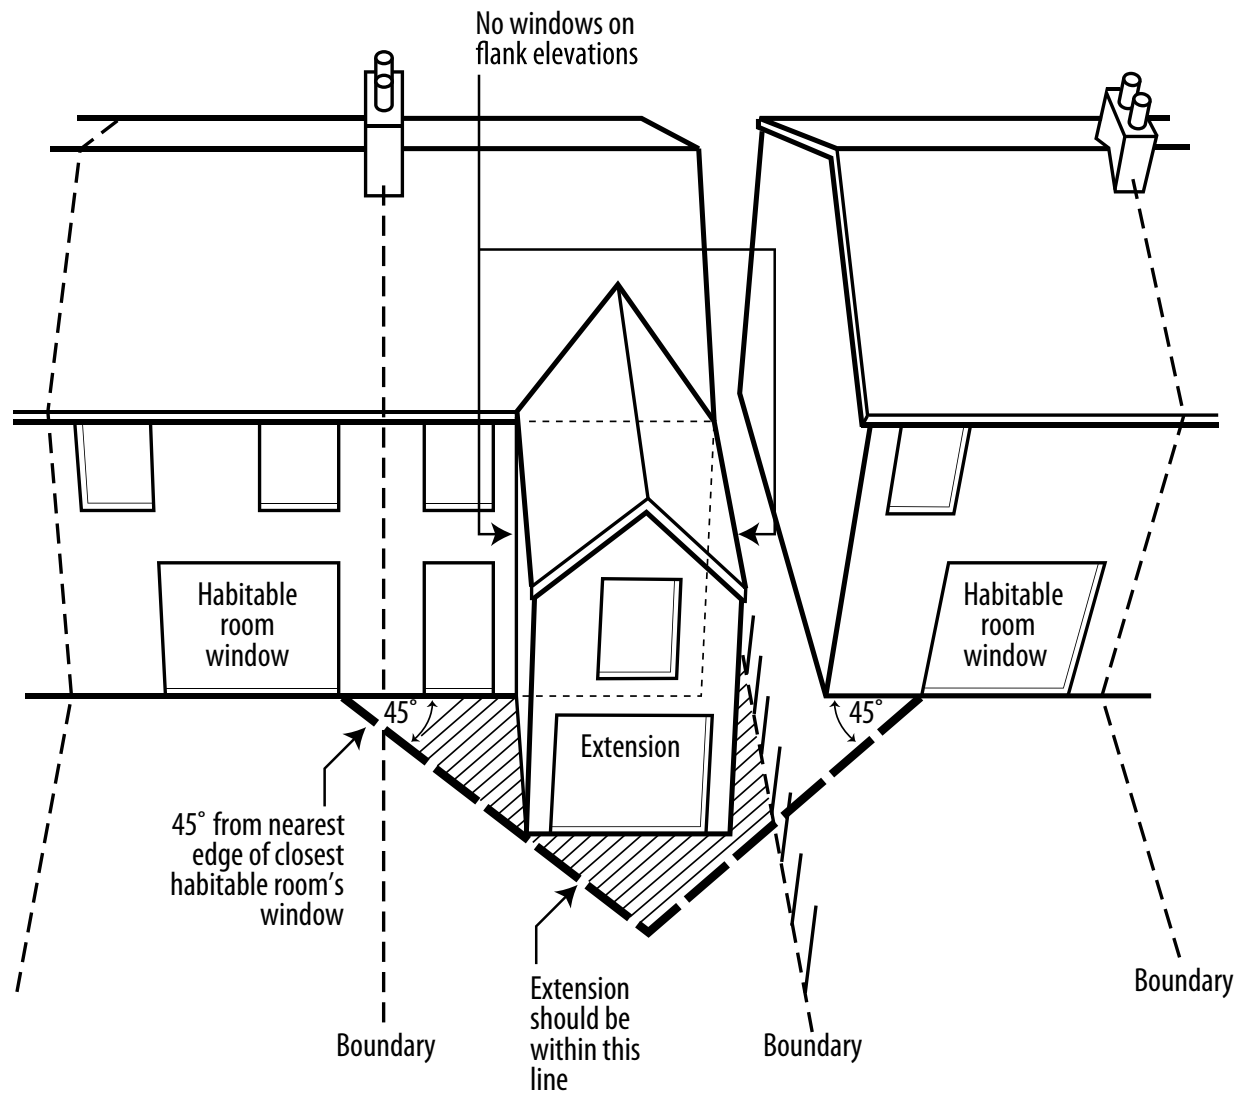 No windows on
flank elevations
Habitable
room
window
Habitable
room
window
45°
45°
Extension
45° from nearest
edge of closest
habitable room's
window
Extension
should be
within this
line
Boundary
Boundary
Boundary